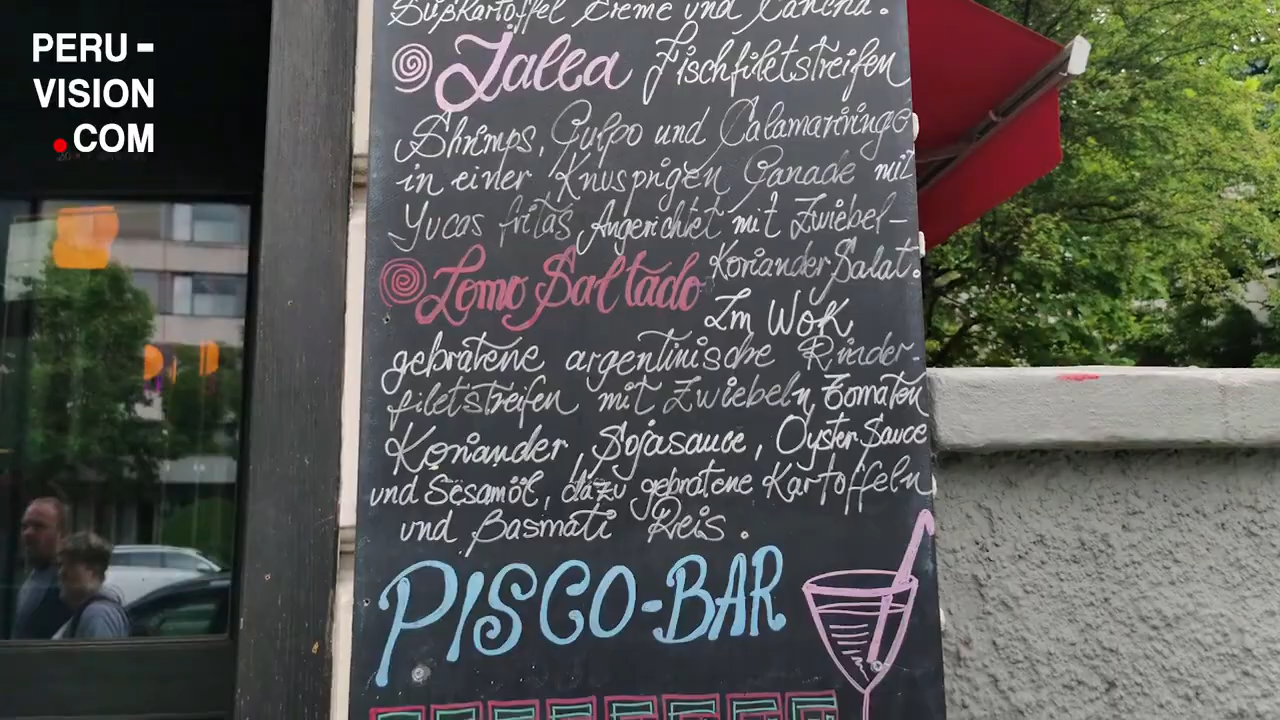 PERU-
VISION
.COM
Süßkartoffel Creme und Cancha.
Jalea Fischfiletstreifen
Shrimps, Pulpo und Calamariringe
in einer Knusprigen Panade mit
Yucas fritas Angerichtet mit Zwiebel-
Koriander Salat.
Lomo Saltado
Im Wok
gebratene argentinische Rinder-
filetstreifen mit Zwiebeln, Tomaten
Koriander, Sojasauce, Oyster Sauce
und Sesamöl, dazu gebratene Kartoffeln
und Basmati Reis.
PISCO-BAR